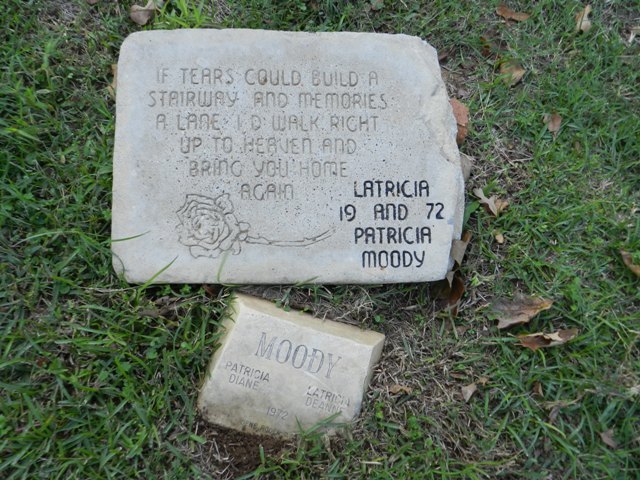 IF TEARS COULD BUILD A
STAIRWAY AND MEMORIES
A LANE I'D WALK RIGHT
UP TO HEAVEN AND
BRING YOU HOME
AGAIN
LATRICIA
19 AND 72
PATRICIA
MOODY
MOODY
PATRICIA
DIANE
LATRICIA
DEANNE
1972